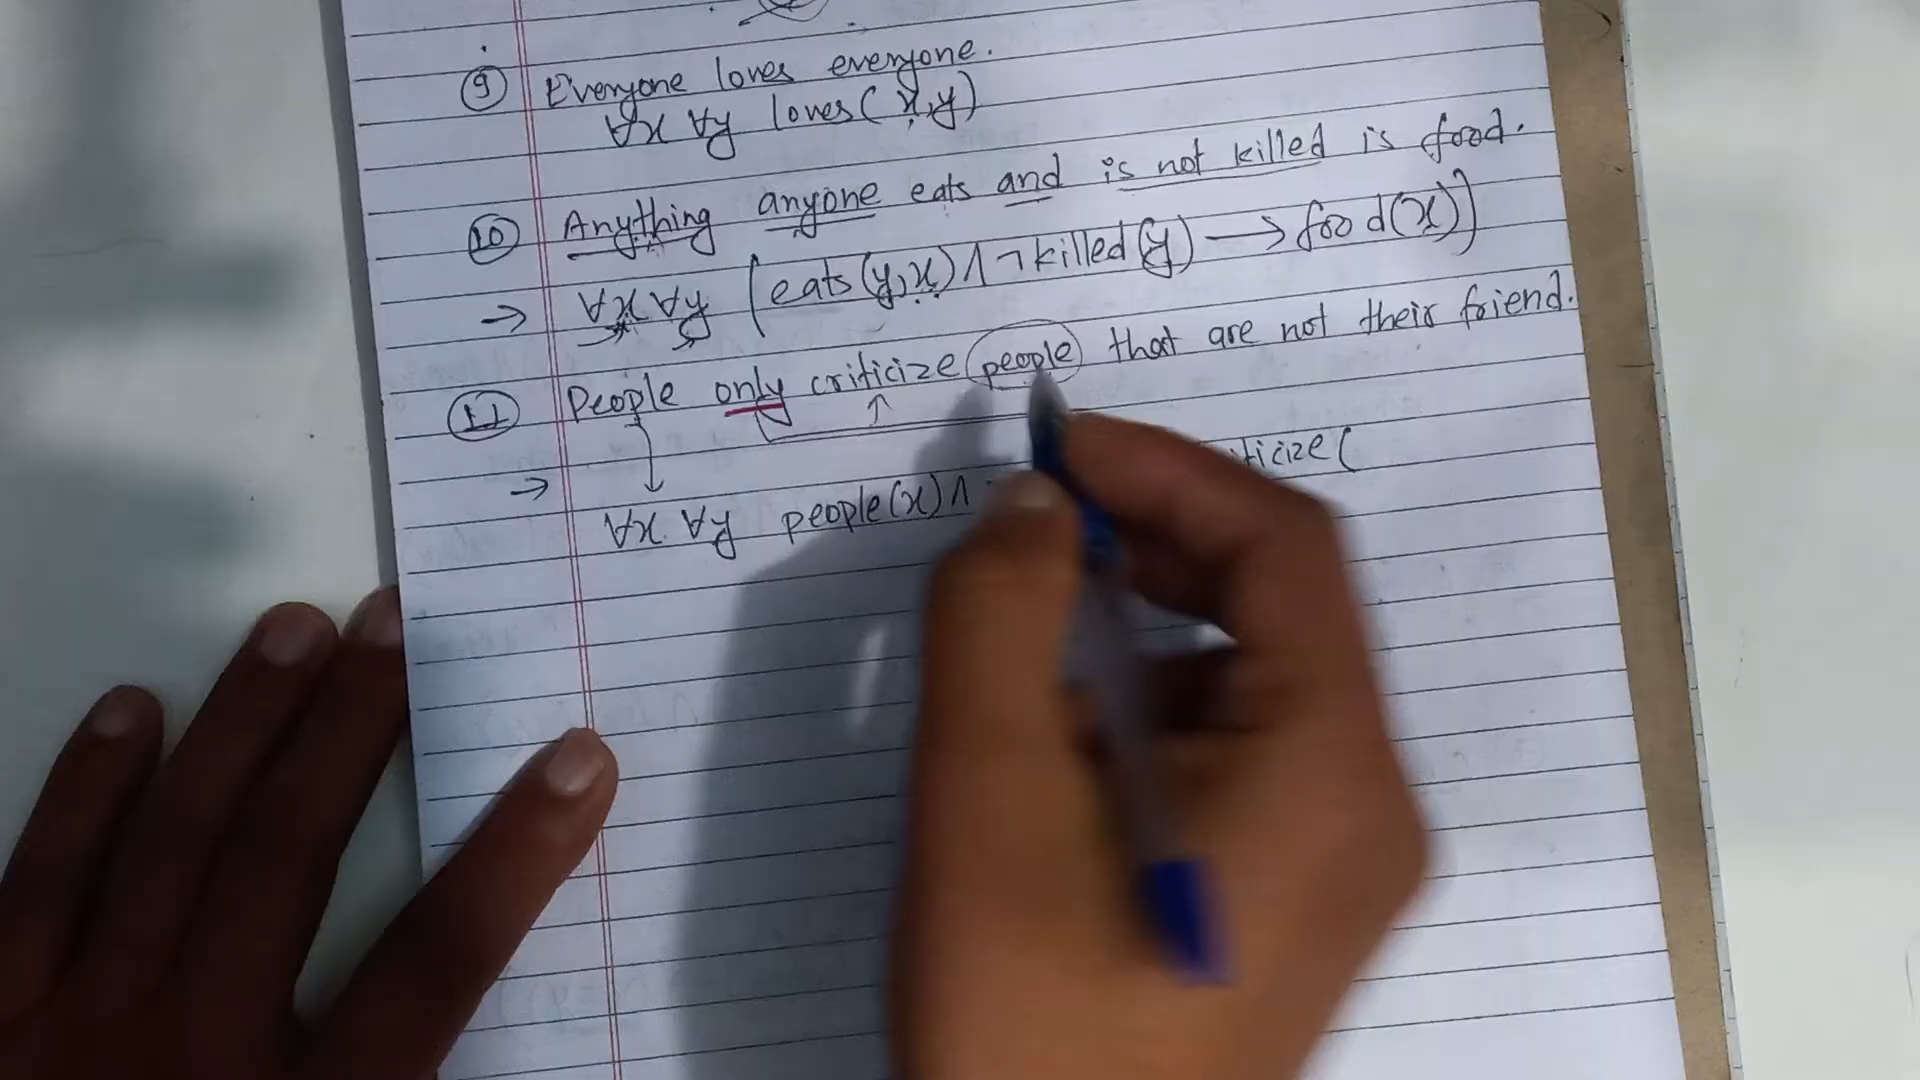 9 Everyone loves everyone.
∀x ∀y loves(x,y)
10 Anything anyone eats and is not killed is food.
→ ∀x ∀y [eats(y,x) ∧ ¬killed(y) → food(x)]
11 People only criticize people that are not their friend.
→ ∀x ∀y people(x) ∧ ticize(